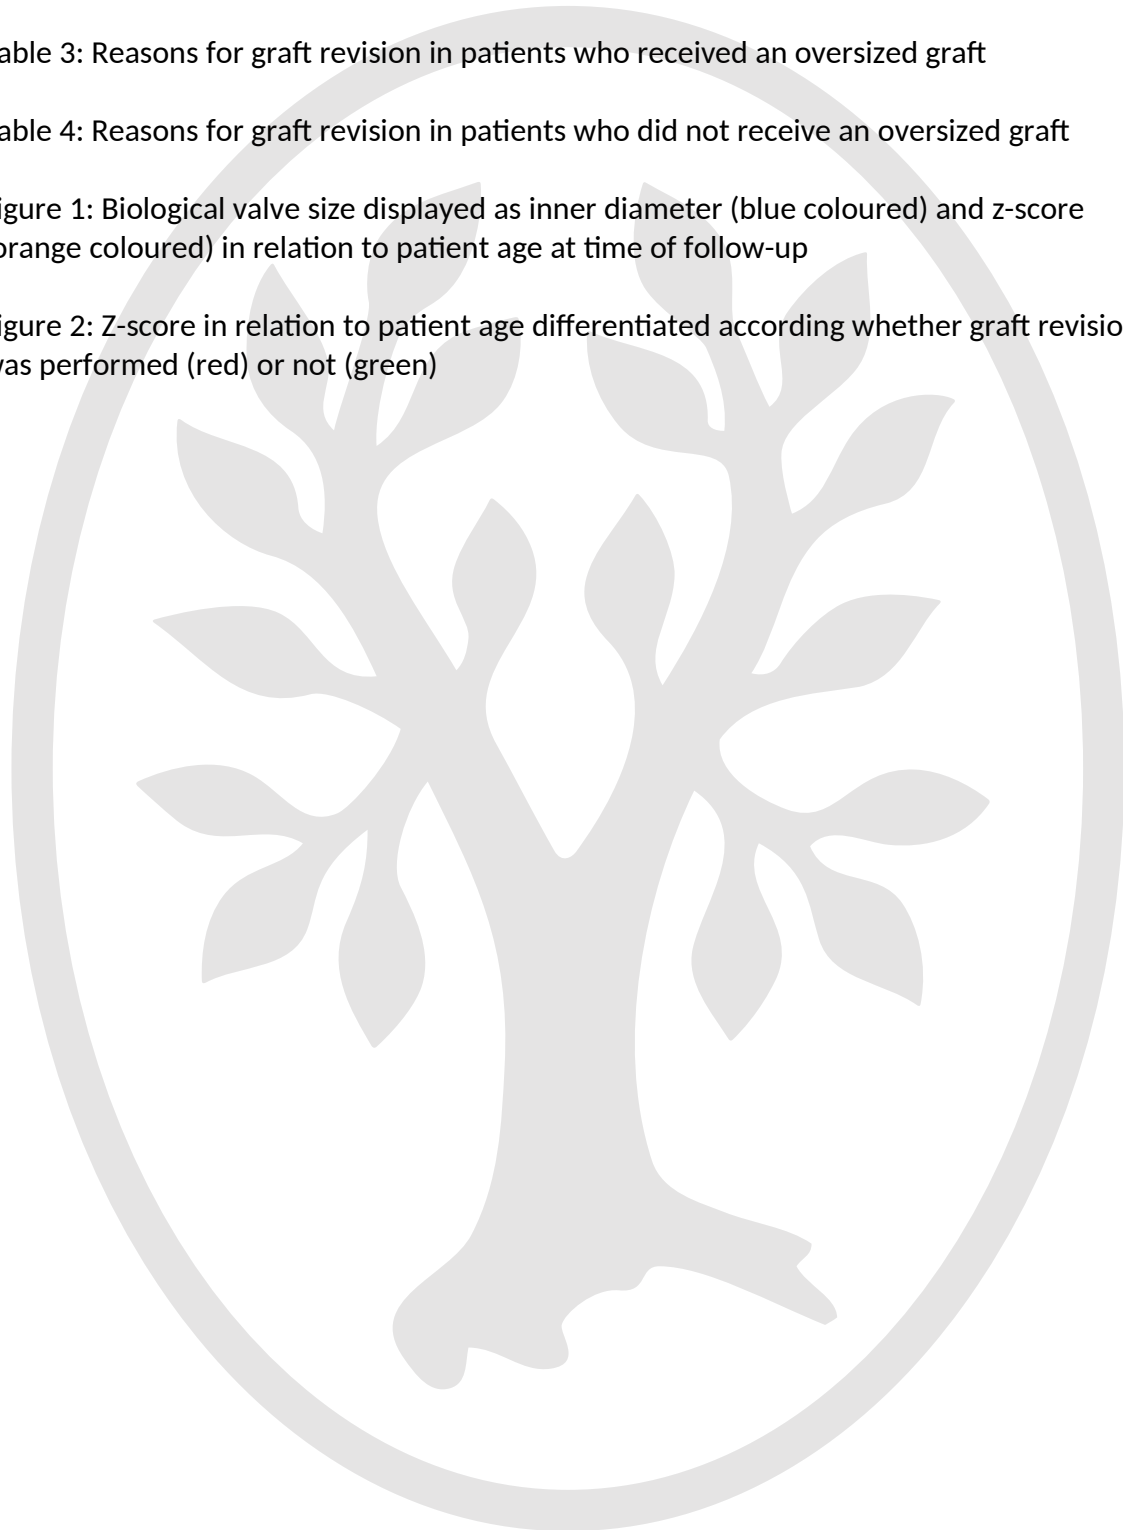 able 3: Reasons for graft revision in patients who received an oversized graft
able 4: Reasons for graft revision in patients who did not receive an oversized graft
igure 1: Biological valve size displayed as inner diameter (blue coloured) and z-score
orange coloured) in relation to patient age at time of follow-up
igure 2: Z-score in relation to patient age differentiated according whether graft revisio
was performed (red) or not (green)